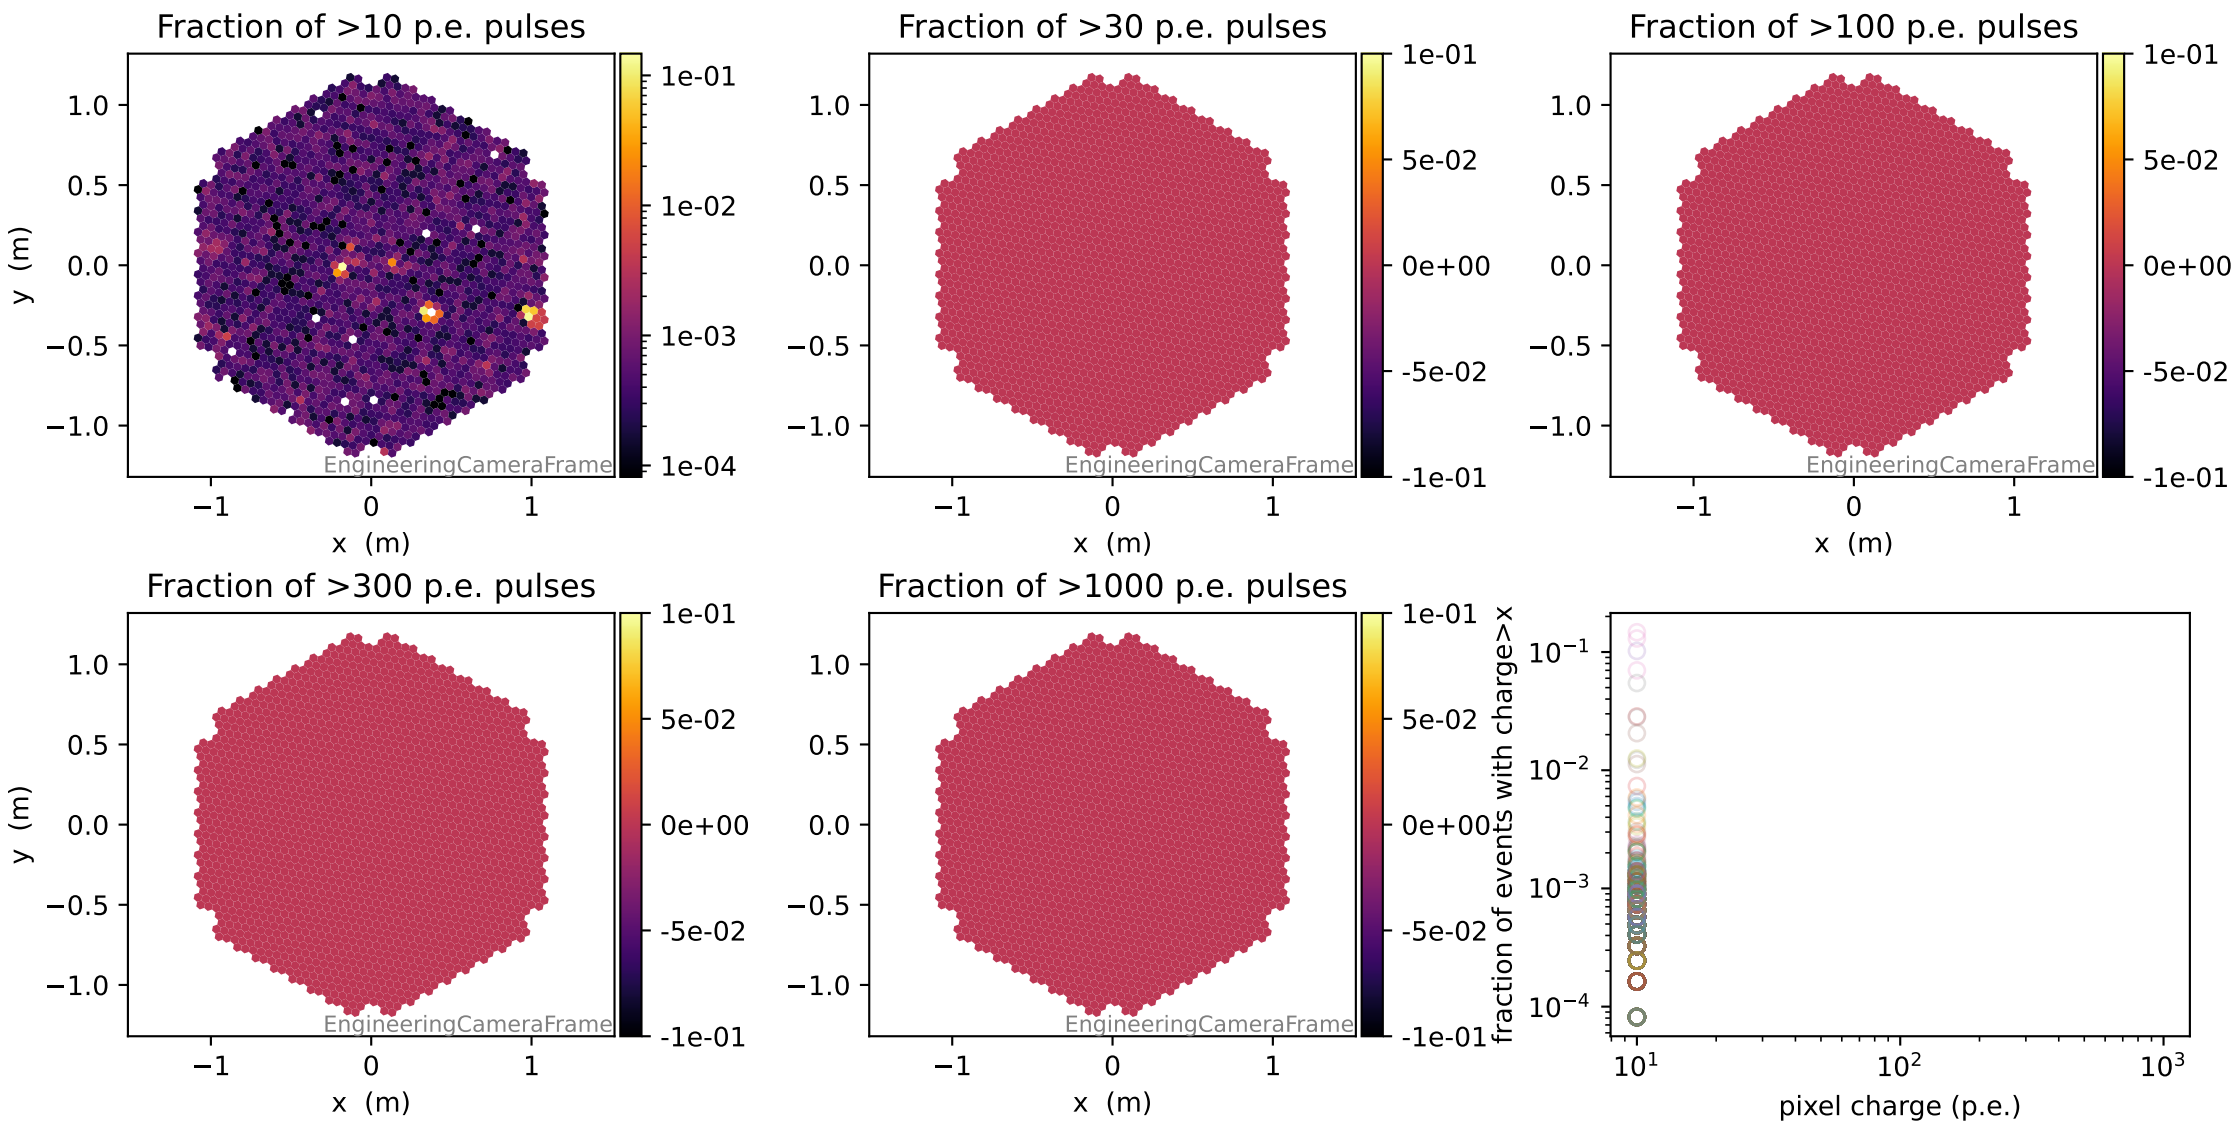 Fraction of >10 p.e. pulses
Fraction of >30 p.e. pulses
Fraction of >100 p.e. pulses
y (m)
1.0
0.5
0.0
−0.5
−1.0
−1
0
1
x (m)
EngineeringCameraFrame
1e-01
1e-02
1e-03
1e-04
1.0
0.5
0.0
−0.5
−1.0
−1
0
1
x (m)
EngineeringCameraFrame
1e-01
5e-02
0e+00
-5e-02
-1e-01
1.0
0.5
0.0
−0.5
−1.0
−1
0
1
x (m)
EngineeringCameraFrame
1e-01
5e-02
0e+00
-5e-02
-1e-01
Fraction of >300 p.e. pulses
Fraction of >1000 p.e. pulses
y (m)
1.0
0.5
0.0
−0.5
−1.0
−1
0
1
x (m)
EngineeringCameraFrame
1e-01
5e-02
0e+00
-5e-02
-1e-01
1.0
0.5
0.0
−0.5
−1.0
−1
0
1
x (m)
EngineeringCameraFrame
1e-01
5e-02
0e+00
-5e-02
-1e-01
fraction of events with charge>x
10⁻¹
10⁻²
10⁻³
10⁻⁴
10¹
10²
10³
pixel charge (p.e.)